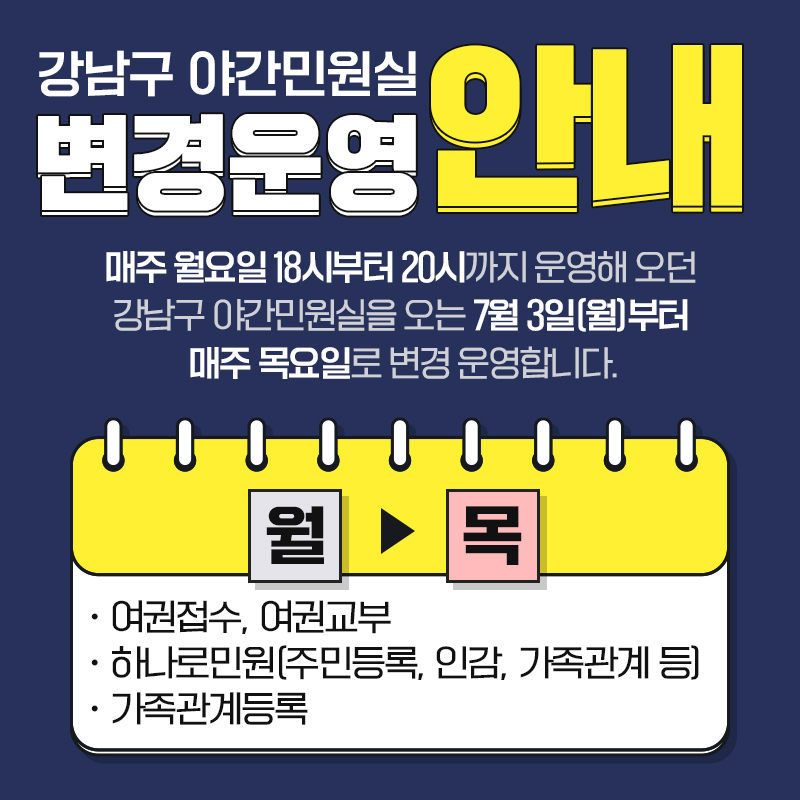 강남구 야간민원실
변경운영 안내
매주 월요일 18시부터 20시까지 운영해 오던
강남구 야간민원실을 오는 7월 3일(월)부터
매주 목요일로 변경 운영합니다.
월 ▶ 목
· 여권접수, 여권교부
· 하나로민원(주민등록, 인감, 가족관계 등)
· 가족관계등록